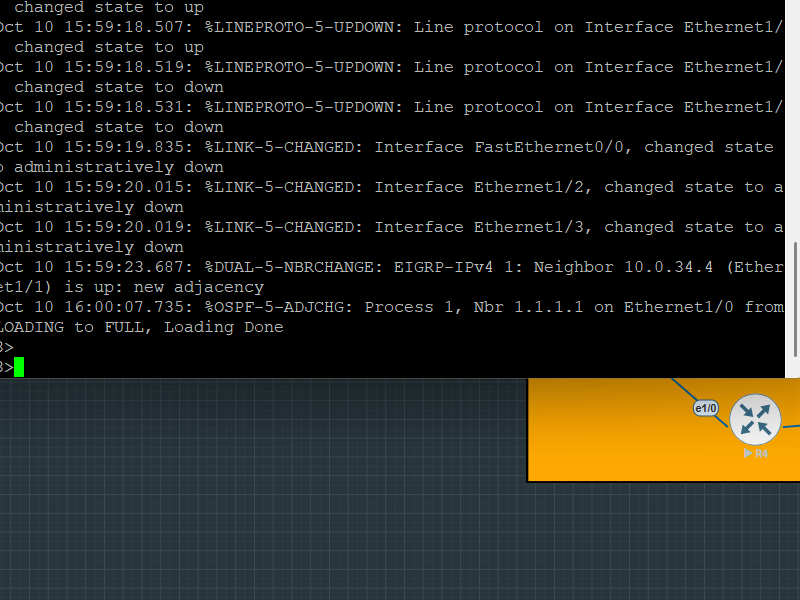 changed state to up
Oct 10 15:59:18.507: %LINEPROTO-5-UPDOWN: Line protocol on Interface Ethernet1/
changed state to up
Oct 10 15:59:18.519: %LINEPROTO-5-UPDOWN: Line protocol on Interface Ethernet1/
changed state to down
Oct 10 15:59:18.531: %LINEPROTO-5-UPDOWN: Line protocol on Interface Ethernet1/
changed state to down
Oct 10 15:59:19.835: %LINK-5-CHANGED: Interface FastEthernet0/0, changed state
o administratively down
Oct 10 15:59:20.015: %LINK-5-CHANGED: Interface Ethernet1/2, changed state to a
ministratively down
Oct 10 15:59:20.019: %LINK-5-CHANGED: Interface Ethernet1/3, changed state to a
ministratively down
Oct 10 15:59:23.687: %DUAL-5-NBRCHANGE: EIGRP-IPv4 1: Neighbor 10.0.34.4 (Ether
et1/1) is up: new adjacency
Oct 10 16:00:07.735: %OSPF-5-ADJCHG: Process 1, Nbr 1.1.1.1 on Ethernet1/0 from
LOADING to FULL, Loading Done
3>
3>
e1/0
R4